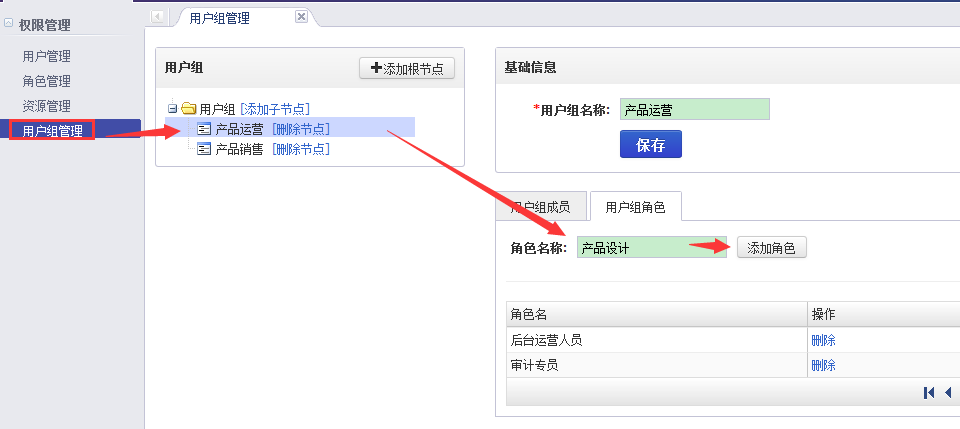 权限管理
用户管理
角色管理
资源管理
用户组管理
用户组管理
用户组
添加根节点
用户组 [添加子节点]
产品运营 [删除节点]
产品销售 [删除节点]
基础信息
*用户组名称: 产品运营
保存
用户组成员 用户组角色
角色名称: 产品设计 添加角色
角色名 操作
后台运营人员 删除
审计专员 删除